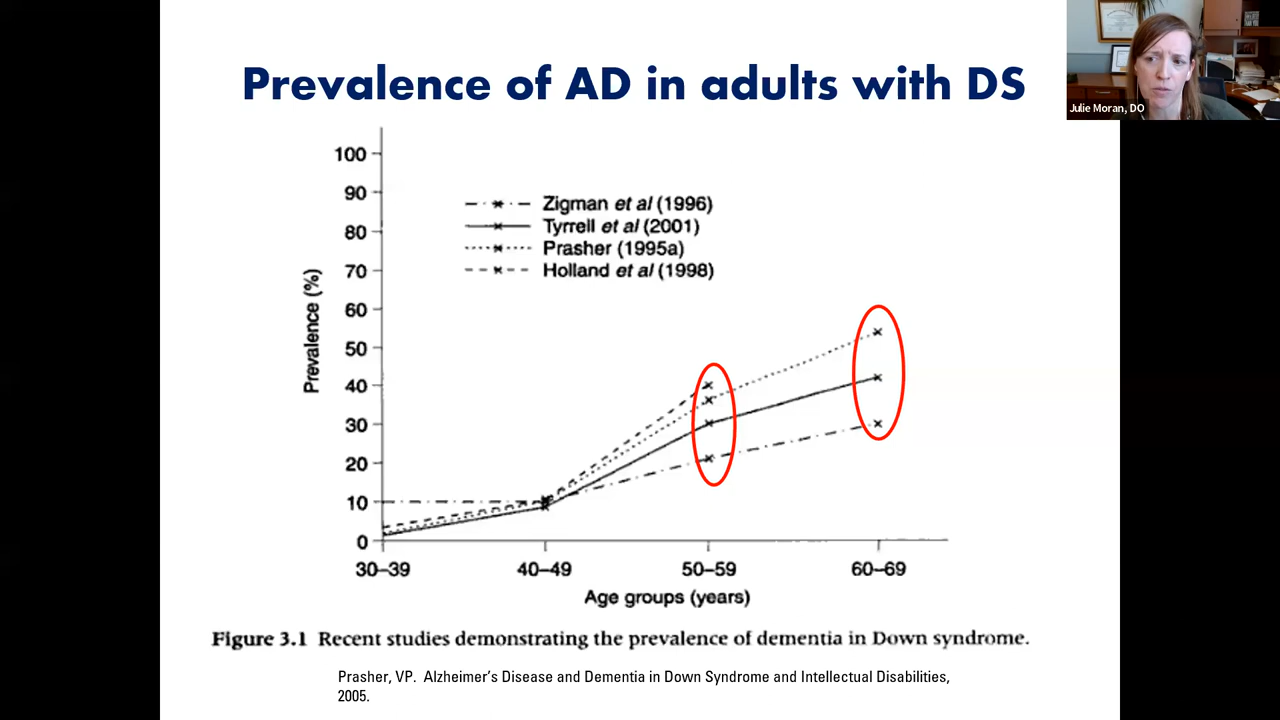 Prevalence of AD in adults with DS
Julie Moran, DO
100
90
80
70
60
50
40
30
20
10
0
Prevalence (%)
Zigman et al (1996)
Tyrrell et al (2001)
Prasher (1995a)
Holland et al (1998)
30–39 40–49 50–59 60–69
Age groups (years)
Figure 3.1 Recent studies demonstrating the prevalence of dementia in Down syndrome.
Prasher, VP. Alzheimer's Disease and Dementia in Down Syndrome and Intellectual Disabilities,
2005.